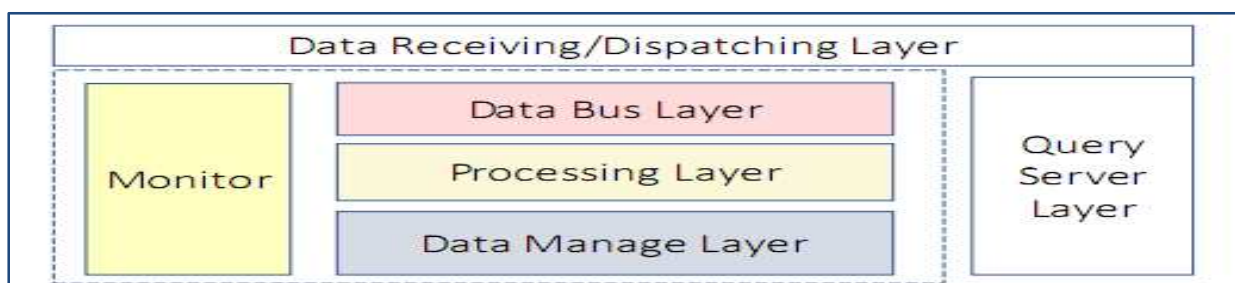 Data Receiving/Dispatching Layer
Monitor
Data Bus Layer
Processing Layer
Data Manage Layer
Query
Server
Layer